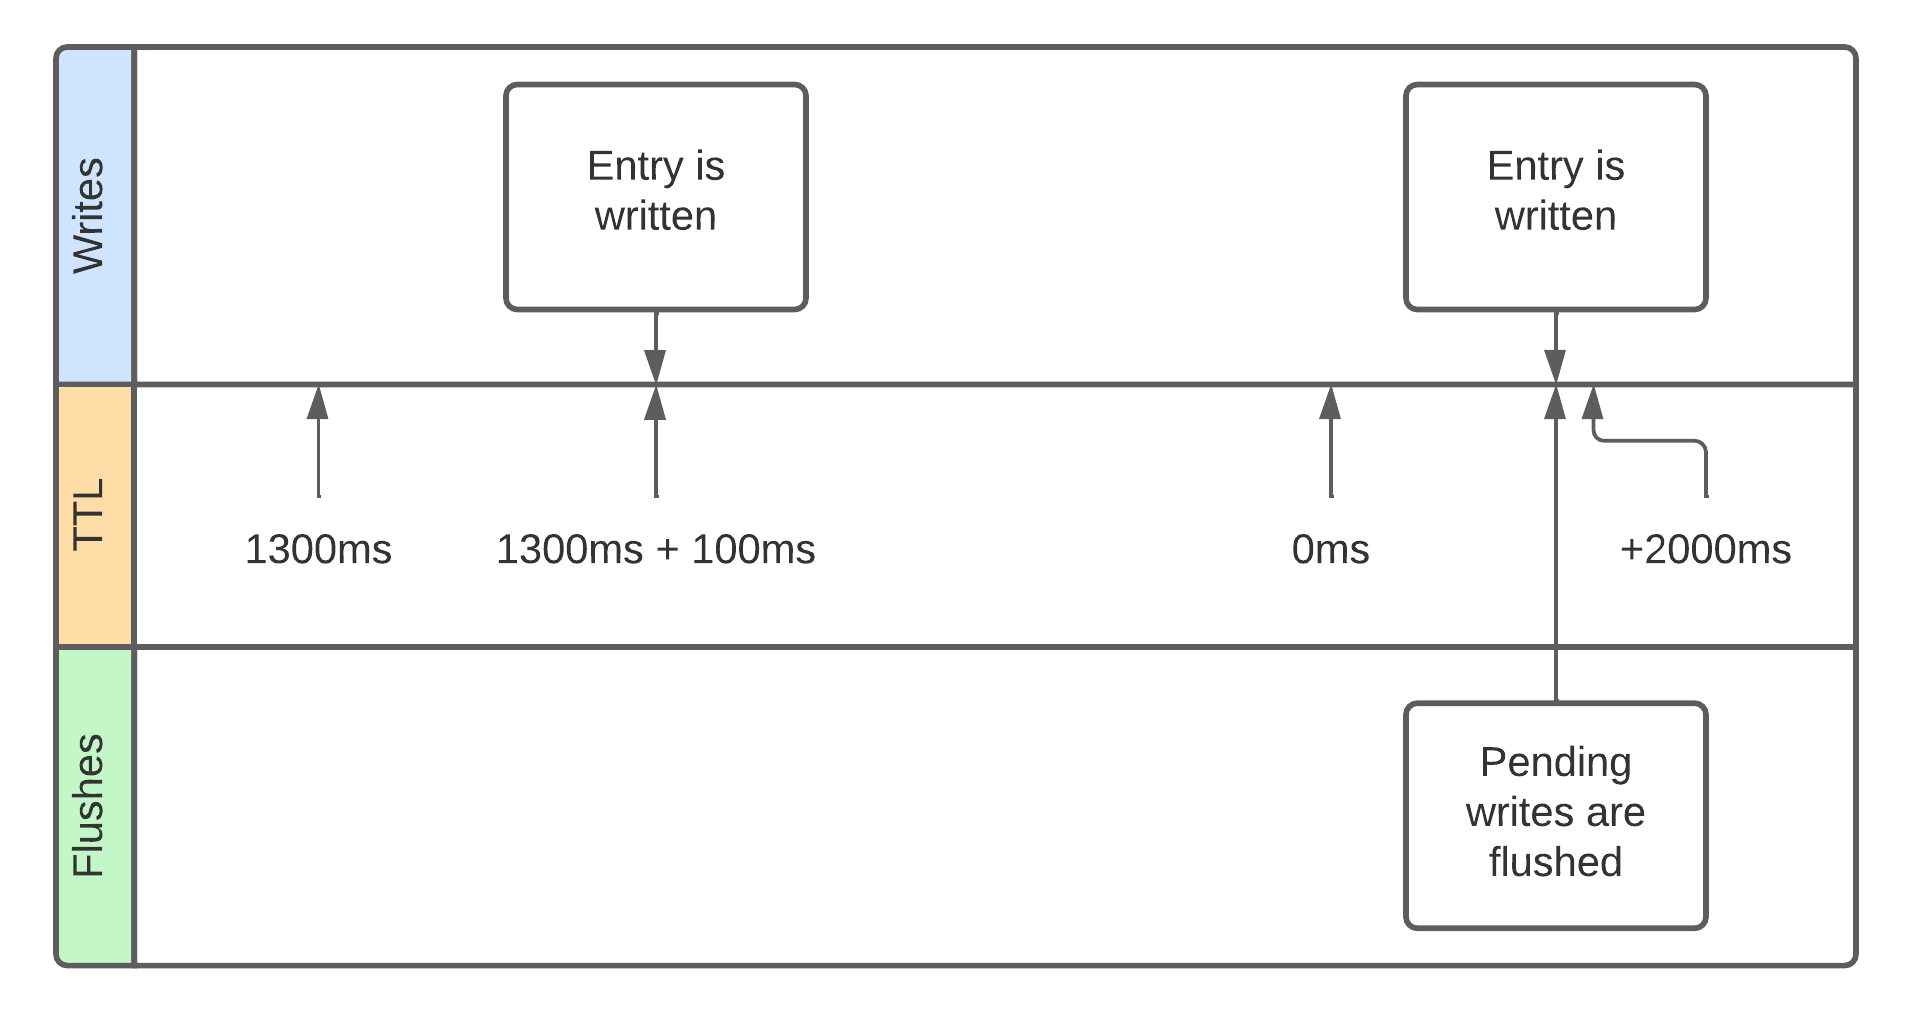 Writes
Entry is
written
Entry is
written
TTL
1300ms
1300ms + 100ms
0ms
+2000ms
Flushes
Pending
writes are
flushed